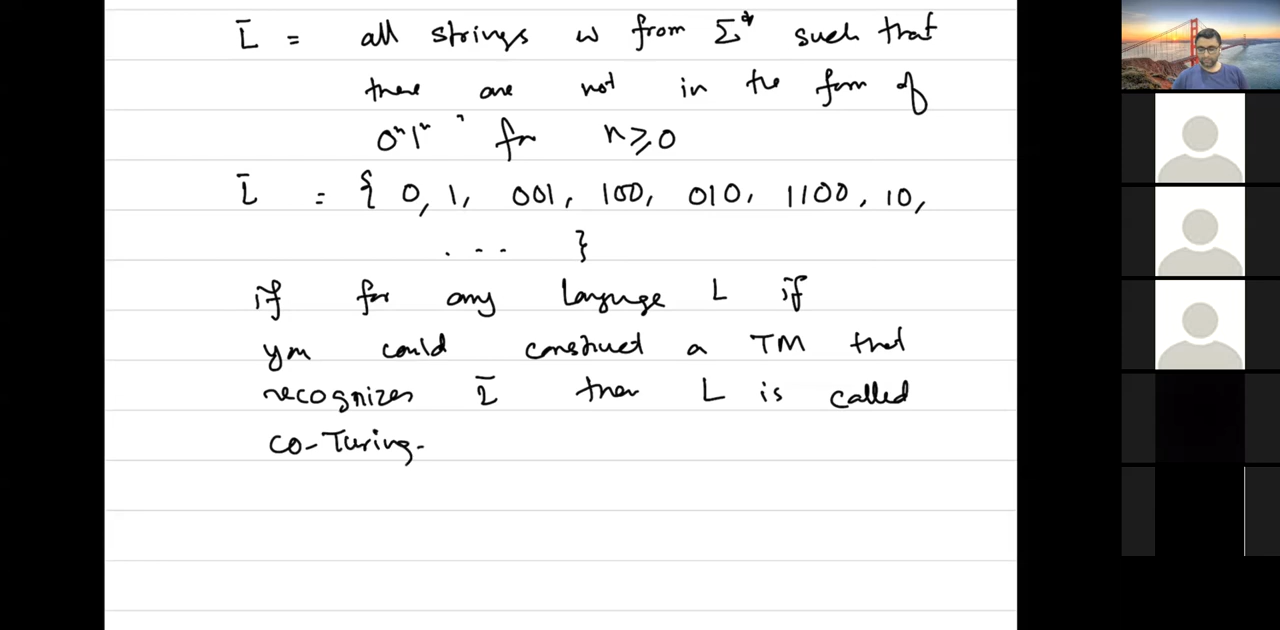 L̄ = all strings w from Σ* such that
there are not in the form of
0ⁿ1ⁿ for n ≥ 0
L̄ = { 0, 1, 001, 100, 010, 1100, 10,
. . . . }
if for any language L if
you could construct a TM that
recognizes L̄ then L is called
co-Turing-